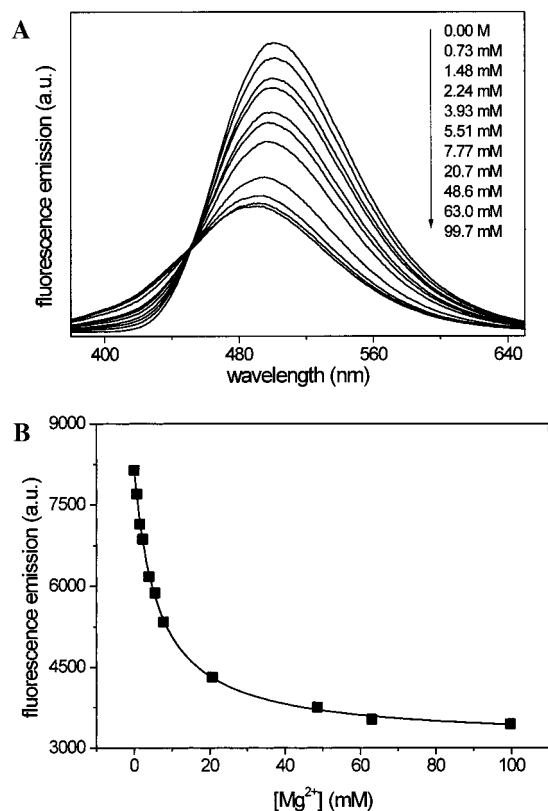 A
fluorescence emission (a.u.)
0.00 M
0.73 mM
1.48 mM
2.24 mM
3.93 mM
5.51 mM
7.77 mM
20.7 mM
48.6 mM
63.0 mM
99.7 mM
400 480 560 640
wavelength (nm)
B
fluorescence emission (a.u.)
9000
7500
6000
4500
3000
0 20 40 60 80 100
[Mg²⁺] (mM)